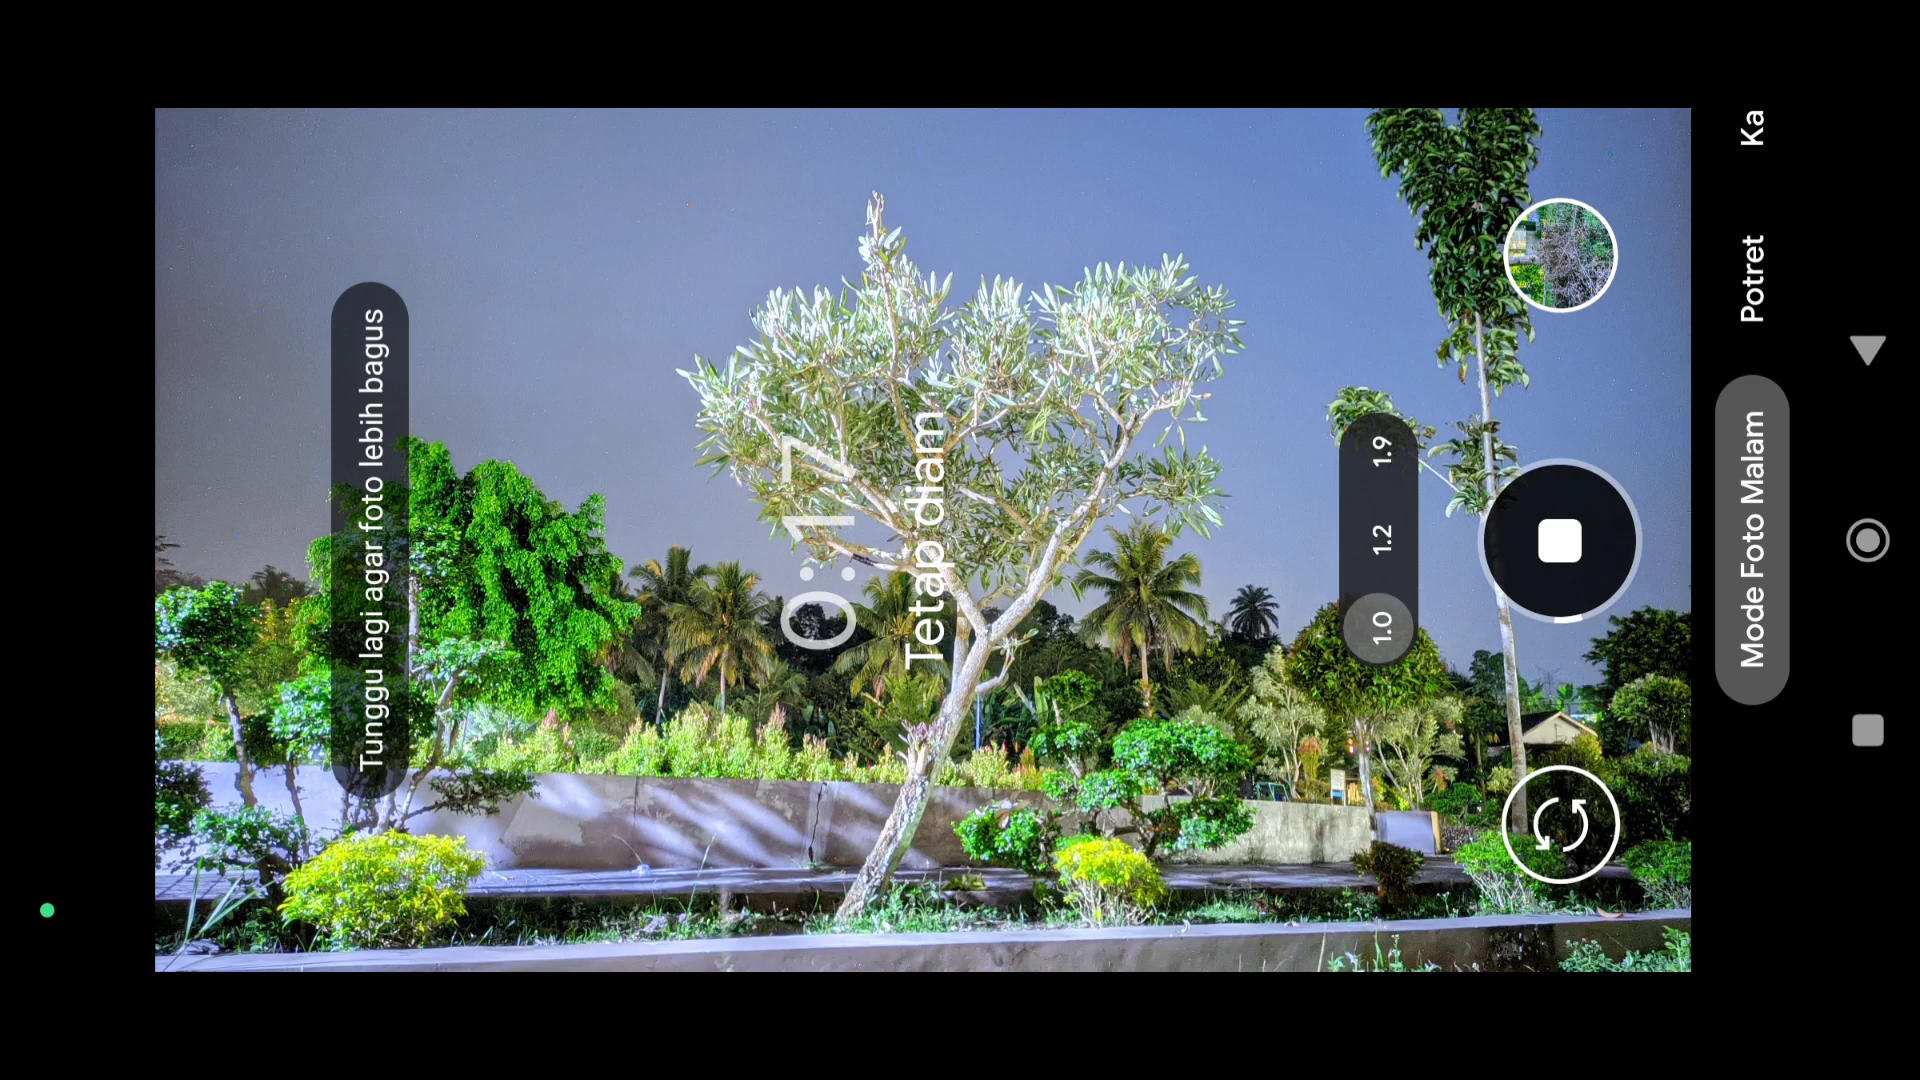 Tunggu lagi agar foto lebih bagus
0:17
Tetap diam
1.0 1.2 1.9
Mode Foto Malam Potret Ka